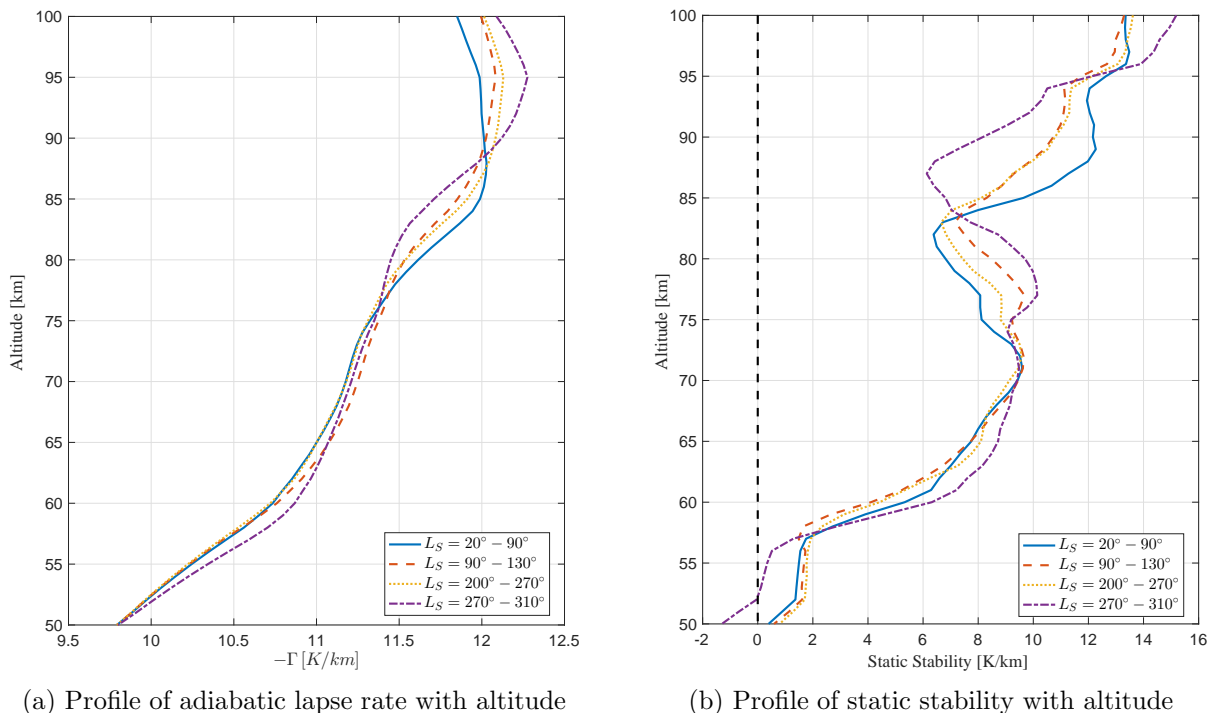 100
95
90
85
80
75
70
65
60
55
50
Altitude [km]
9.5 10 10.5 11 11.5 12 12.5
−Γ [K/km]
L_S = 20° − 90°
L_S = 90° − 130°
L_S = 200° − 270°
L_S = 270° − 310°
(a) Profile of adiabatic lapse rate with altitude
100
95
90
85
80
75
70
65
60
55
50
Altitude [km]
-2 0 2 4 6 8 10 12 14 16
Static Stability [K/km]
L_S = 20° − 90°
L_S = 90° − 130°
L_S = 200° − 270°
L_S = 270° − 310°
(b) Profile of static stability with altitude